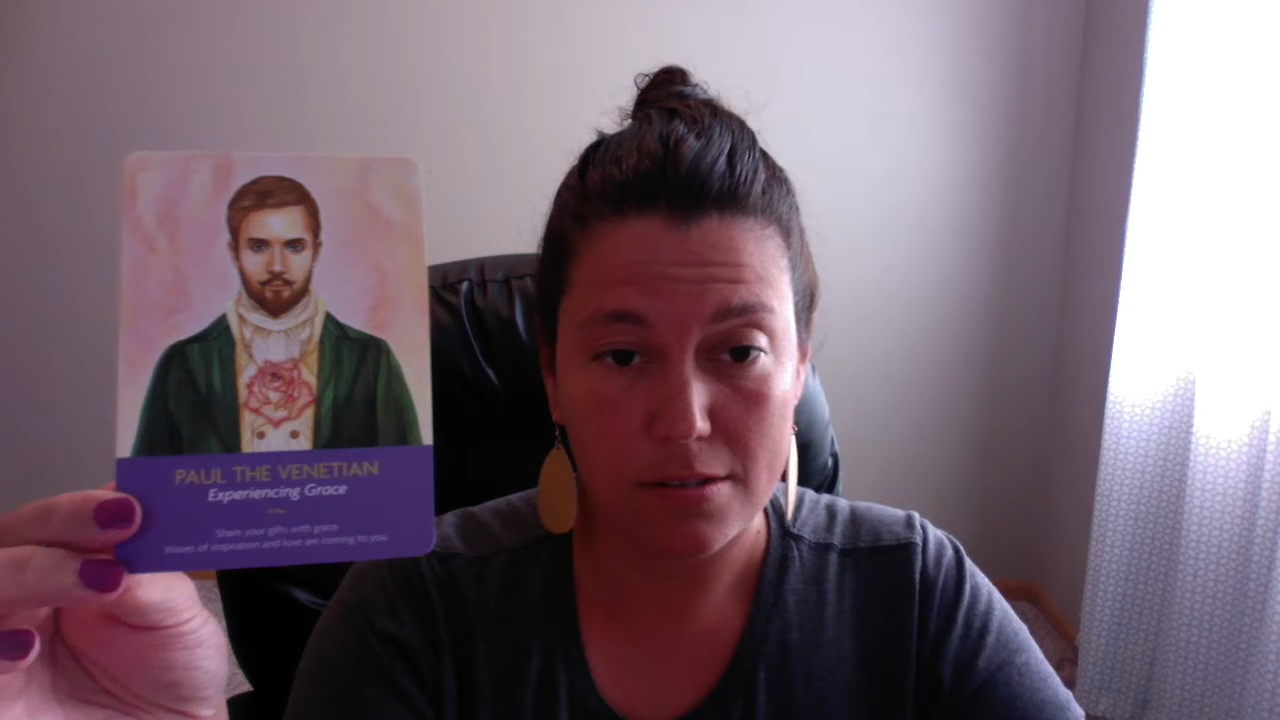 PAUL THE VENETIAN
Experiencing Grace
Share your gifts with grace
Waves of inspiration and love are coming to you.